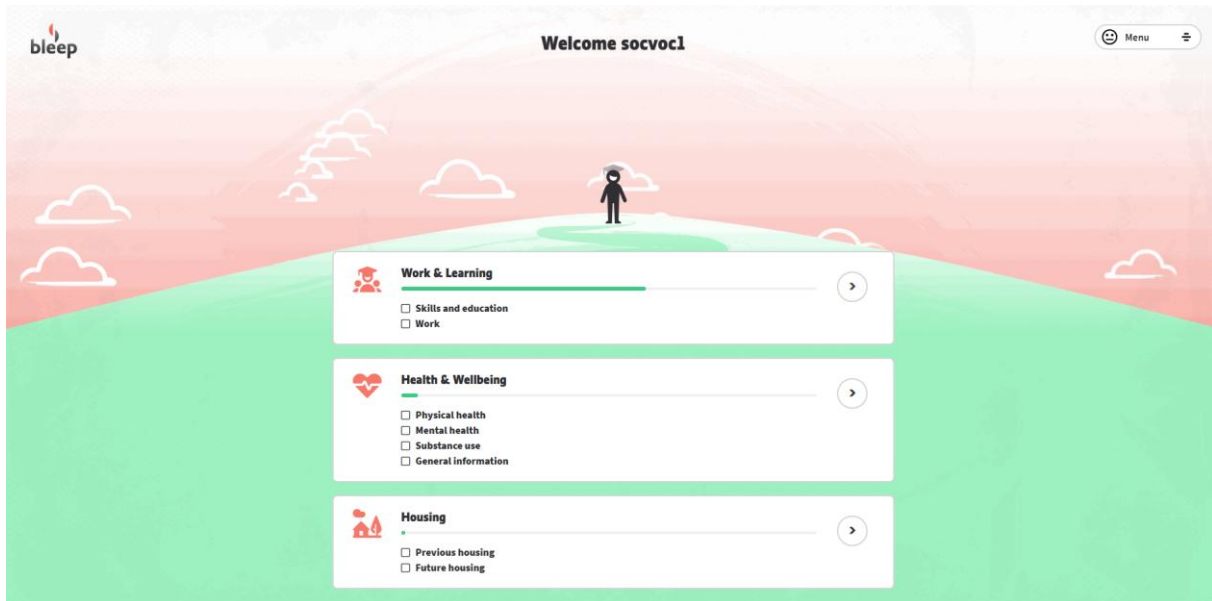 bleep
Welcome socvoc1
Menu
Work & Learning
Skills and education
Work
Health & Wellbeing
Physical health
Mental health
Substance use
General information
Housing
Previous housing
Future housing